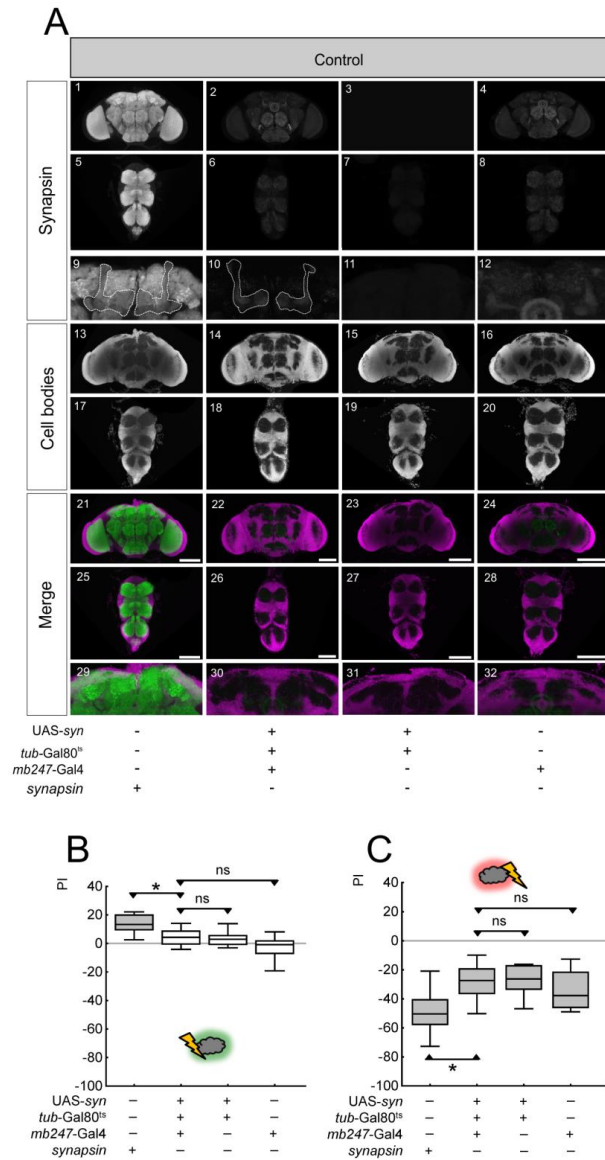 A
Control
Synapsin
1 2 3 4
5 6 7 8
9 10 11 12
Cell bodies
13 14 15 16
17 18 19 20
Merge
21 22 23 24
25 26 27 28
29 30 31 32
UAS-syn - + + -
tub-Gal80ts - + + -
mb247-Gal4 - + - +
synapsin + - - -
B
PI
40
20
0
-20
-40
-60
-80
-100
* ns
ns
UAS-syn – + + –
tub-Gal80ts – + + –
mb247-Gal4 – + – +
synapsin + – – –
C
PI
40
20
0
-20
-40
-60
-80
-100
ns
ns
*
UAS-syn – + + –
tub-Gal80ts – + + –
mb247-Gal4 – + – +
synapsin + – – –